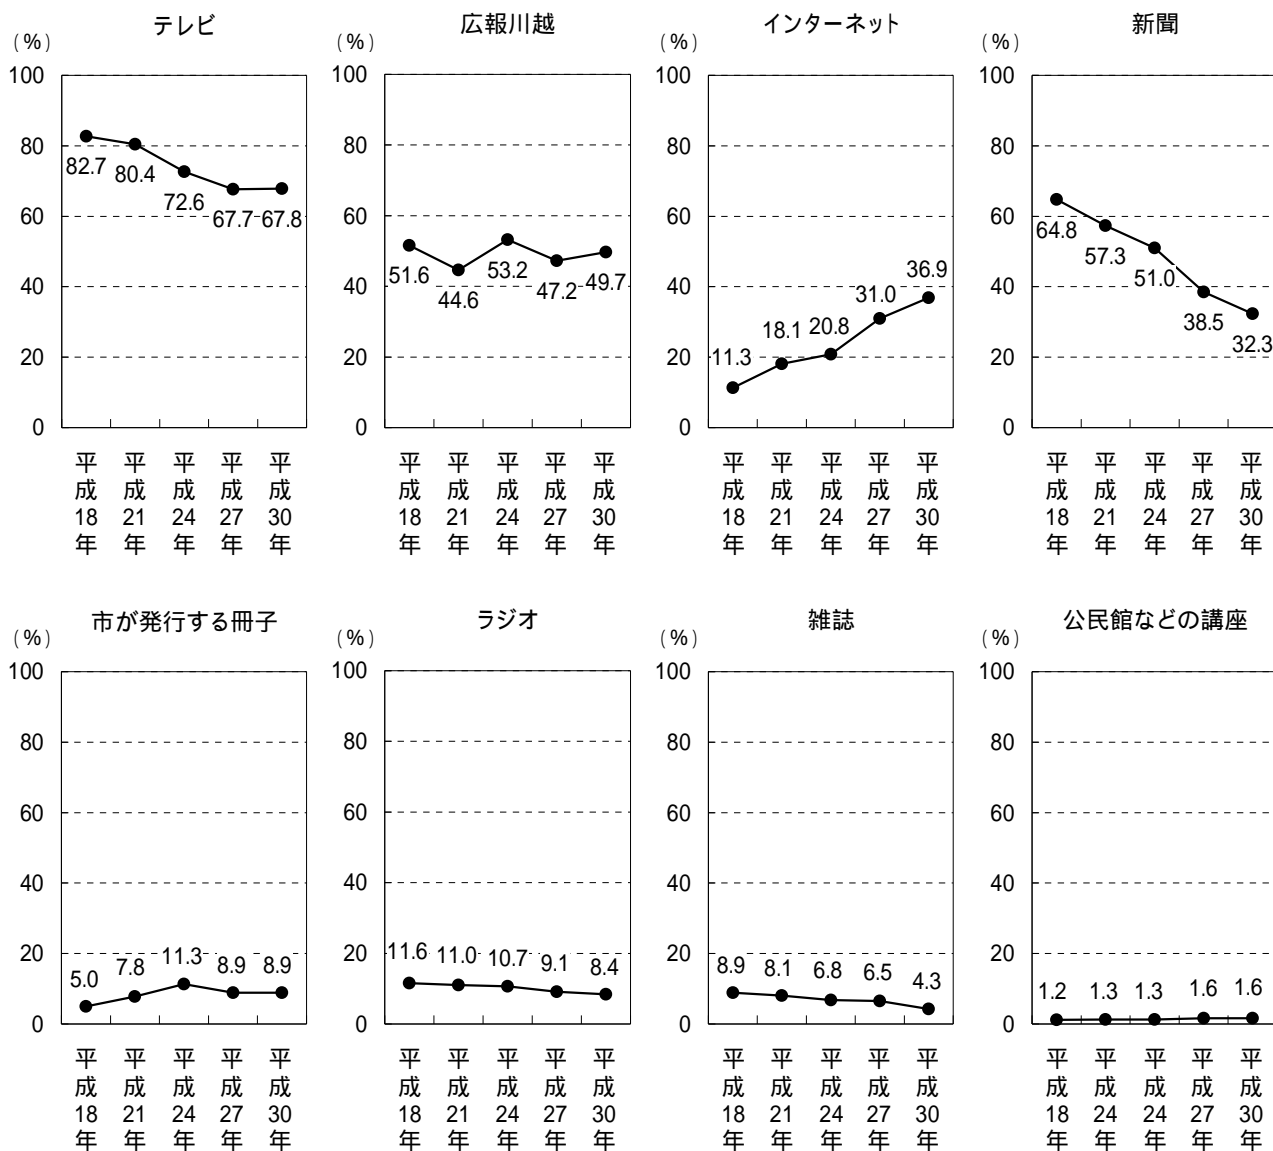 テレビ
(%)
100
80
60
40
20
0
82.7
80.4
72.6
67.7
67.8
平成18年
平成21年
平成24年
平成27年
平成30年
広報川越
(%)
100
80
60
40
20
0
51.6
44.6
53.2
47.2
49.7
平成18年
平成21年
平成24年
平成27年
平成30年
インターネット
(%)
100
80
60
40
20
0
11.3
18.1
20.8
31.0
36.9
平成18年
平成21年
平成24年
平成27年
平成30年
新聞
(%)
100
80
60
40
20
0
64.8
57.3
51.0
38.5
32.3
平成18年
平成21年
平成24年
平成27年
平成30年
市が発行する冊子
(%)
100
80
60
40
20
0
5.0
7.8
11.3
8.9
8.9
平成18年
平成21年
平成24年
平成27年
平成30年
ラジオ
(%)
100
80
60
40
20
0
11.6
11.0
10.7
9.1
8.4
平成18年
平成21年
平成24年
平成27年
平成30年
雑誌
(%)
100
80
60
40
20
0
8.9
8.1
6.8
6.5
4.3
平成18年
平成21年
平成24年
平成27年
平成30年
公民館などの講座
(%)
100
80
60
40
20
0
1.2
1.3
1.3
1.6
1.6
平成18年
平成24年
平成24年
平成27年
平成30年